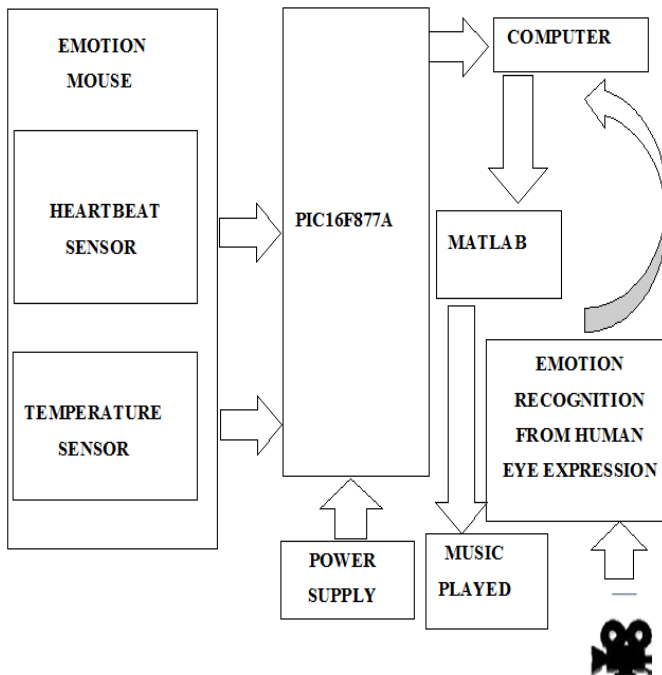 EMOTION
MOUSE
HEARTBEAT
SENSOR
TEMPERATURE
SENSOR
PIC16F877A
POWER
SUPPLY
COMPUTER
MATLAB
MUSIC
PLAYED
EMOTION
RECOGNITION
FROM HUMAN
EYE EXPRESSION